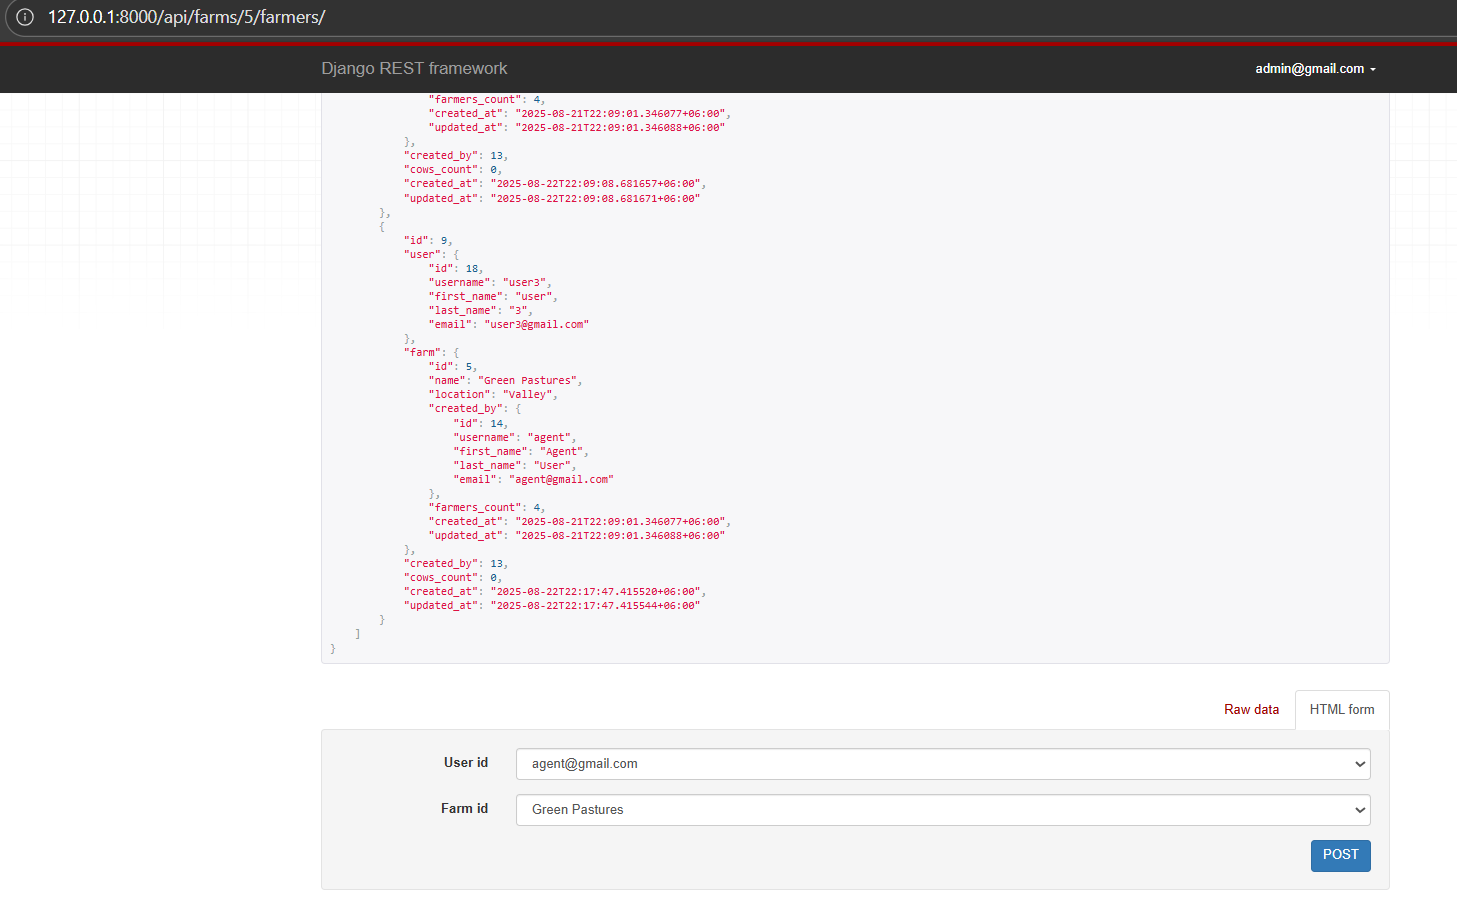 127.0.0.1:8000/api/farms/5/farmers/
Django REST framework
admin@gmail.com
"farmers_count": 4,
"created_at": "2025-08-21T22:09:01.346077+06:00",
"updated_at": "2025-08-21T22:09:01.346088+06:00"
},
"created_by": 13,
"cows_count": 0,
"created_at": "2025-08-22T22:09:08.681657+06:00",
"updated_at": "2025-08-22T22:09:08.681671+06:00"
},
{
"id": 9,
"user": {
"id": 18,
"username": "user3",
"first_name": "user",
"last_name": "3",
"email": "user3@gmail.com"
},
"farm": {
"id": 5,
"name": "Green Pastures",
"location": "Valley",
"created_by": {
"id": 14,
"username": "agent",
"first_name": "Agent",
"last_name": "User",
"email": "agent@gmail.com"
},
"farmers_count": 4,
"created_at": "2025-08-21T22:09:01.346077+06:00",
"updated_at": "2025-08-21T22:09:01.346088+06:00"
},
"created_by": 13,
"cows_count": 0,
"created_at": "2025-08-22T22:17:47.415520+06:00",
"updated_at": "2025-08-22T22:17:47.415544+06:00"
}
]
}
Raw data
HTML form
User id
agent@gmail.com
Farm id
Green Pastures
POST